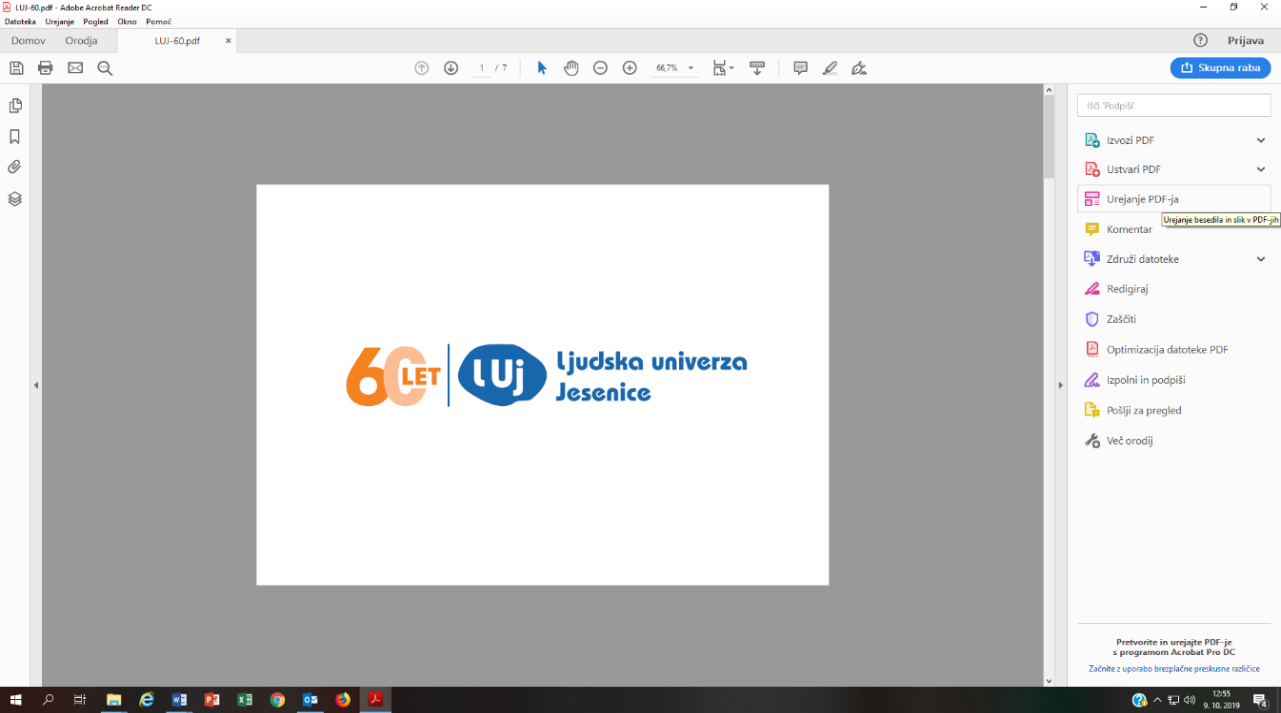 LUJ-60.pdf - Adobe Acrobat Reader DC
Datoteka Urejanje Pogled Okno Pomoč
Domov Orodja LUJ-60.pdf × Prijava
1 / 7 66,7% Skupna raba
Išči 'Podpiši'
Izvozi PDF
Ustvari PDF
Urejanje PDF-ja
Urejanje besedila in slik v PDF-jih
Komentar
Združi datoteke
Redigiraj
Zaščiti
Optimizacija datoteke PDF
Izpolni in podpiši
Pošlji za pregled
Več orodij
60 LET LUj Ljudska univerza
Jesenice
Pretvorite in urejajte PDF-je
s programom Acrobat Pro DC
Začnite z uporabo brezplačne preskusne različice
12:55
9. 10. 2019
4